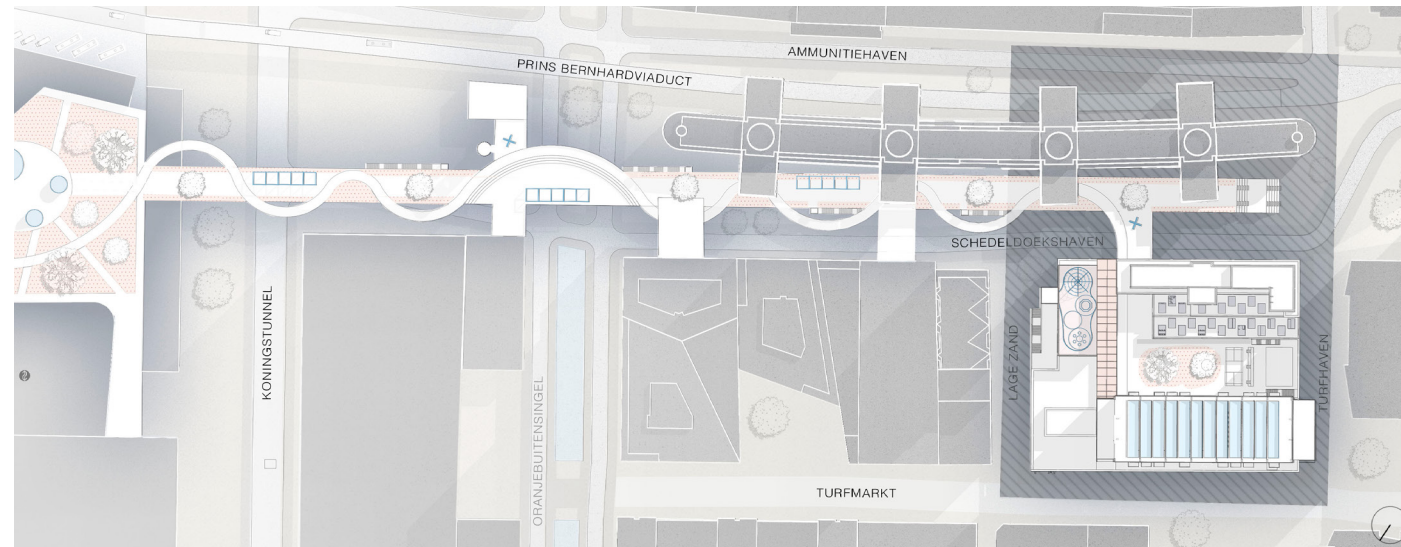 AMMUNITIEHAVEN
PRINS BERNHARDVIADUCT
SCHEDELDOEKSHAVEN
KONINGSTUNNEL
ORANJEBUITENSINGEL
LAGE ZAND
TURFHAVEN
TURFMARKT